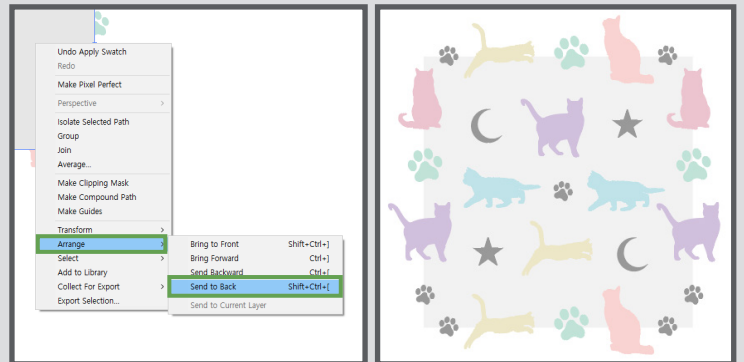 Undo Apply Swatch
Redo
Make Pixel Perfect
Perspective >
Isolate Selected Path
Group
Join
Average...
Make Clipping Mask
Make Compound Path
Make Guides
Transform >
Arrange >
Select >
Add to Library
Collect For Export >
Export Selection...
Bring to Front Shift+Ctrl+]
Bring Forward Ctrl+]
Send Backward Ctrl+[
Send to Back Shift+Ctrl+[
Send to Current Layer